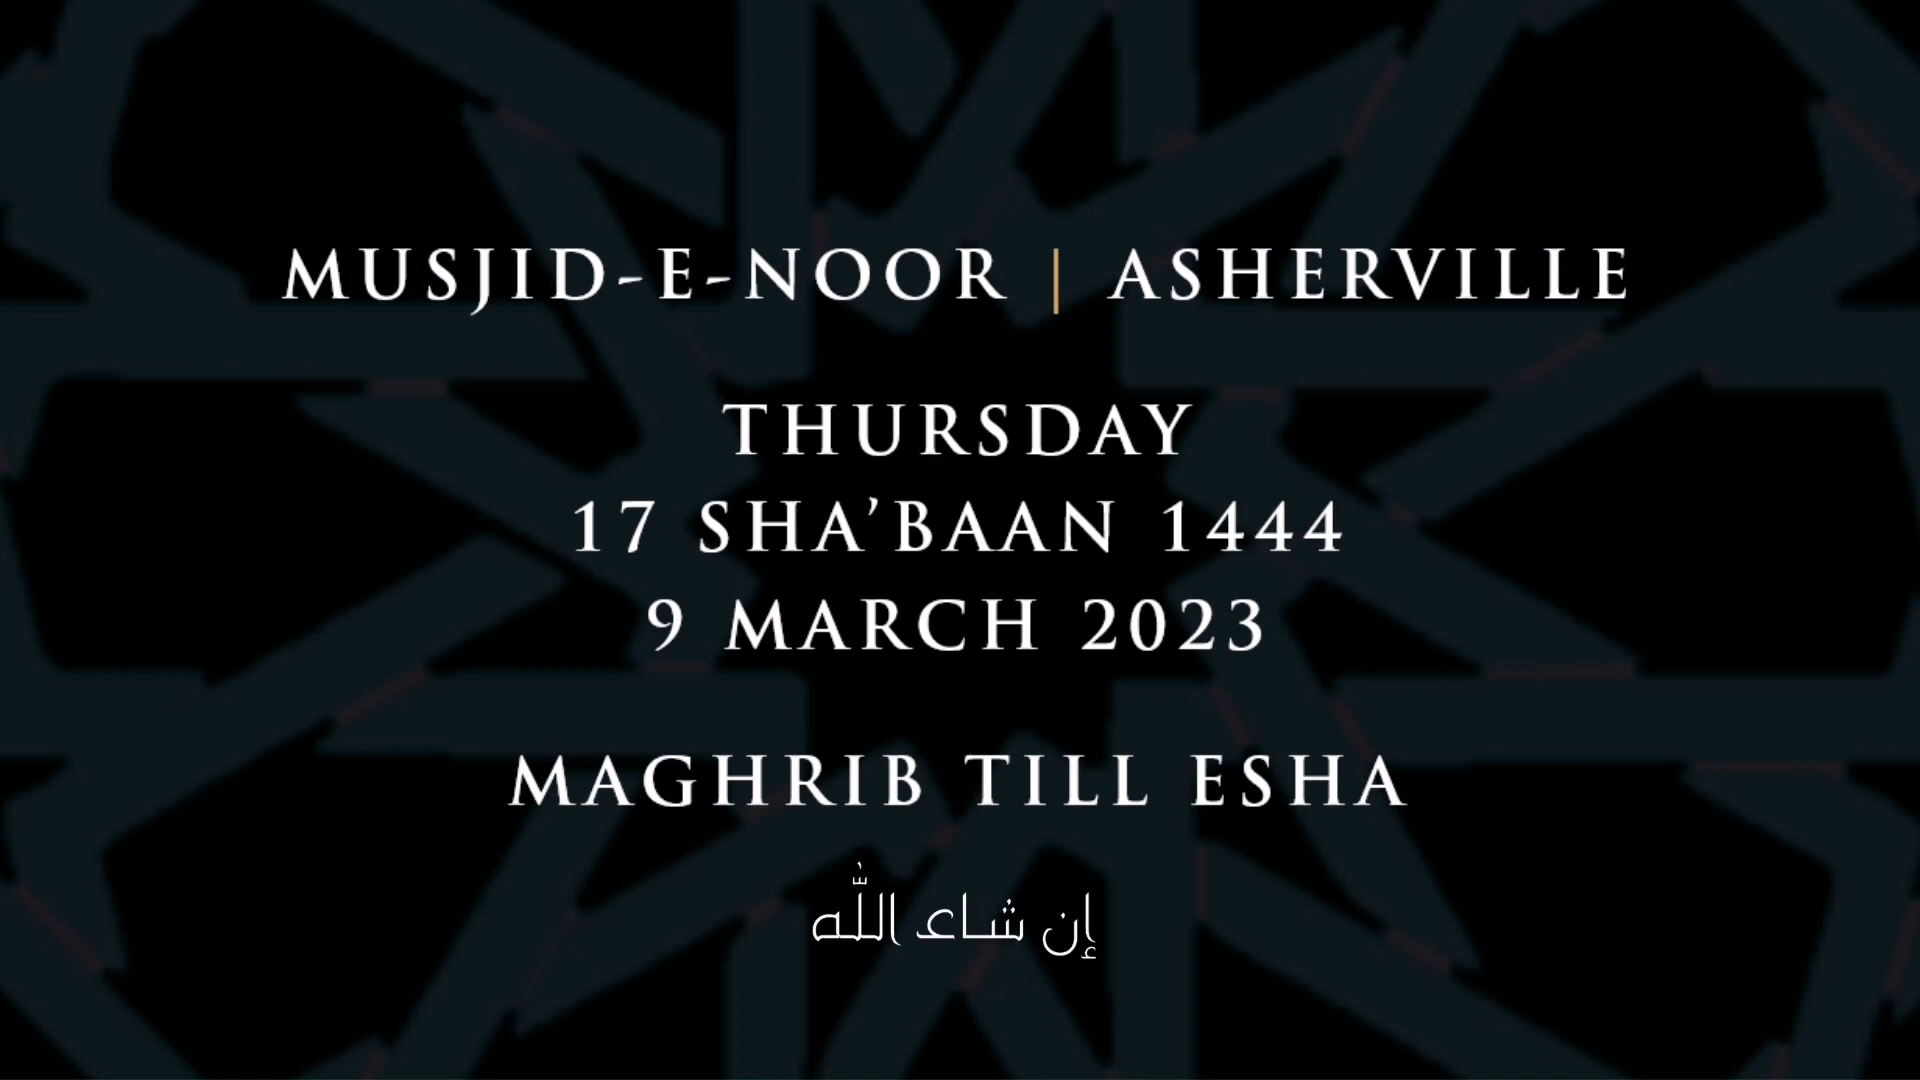 MUSJID-E-NOOR | ASHERVILLE
THURSDAY
17 SHA’BAAN 1444
9 MARCH 2023
MAGHRIB TILL ESHA
إن شاء اللّٰه